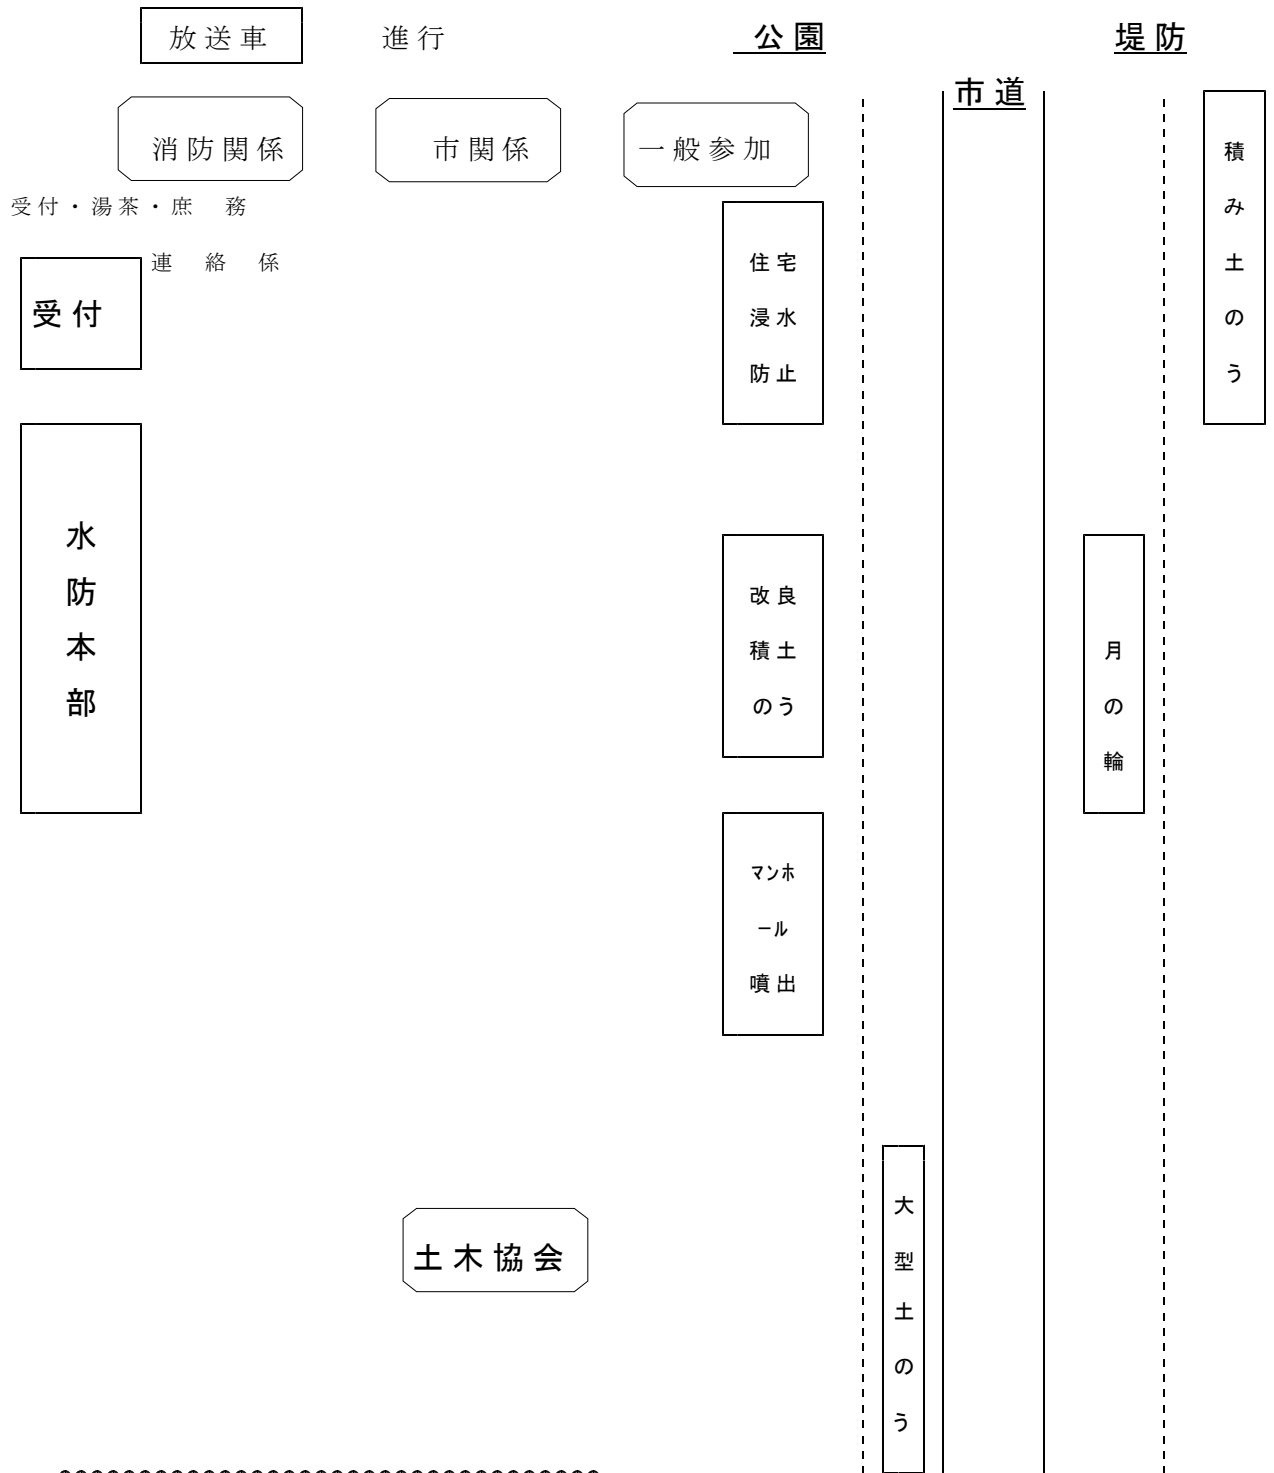 放送車
進行
公園
堤防
市道
消防関係
市関係
一般参加
積み土のう
受付・湯茶・庶　務
連　絡　係
受付
住宅
浸水
防止
水防本部
改良
積土
のう
月の輪
マンホ
ール
噴出
大型土のう
土木協会